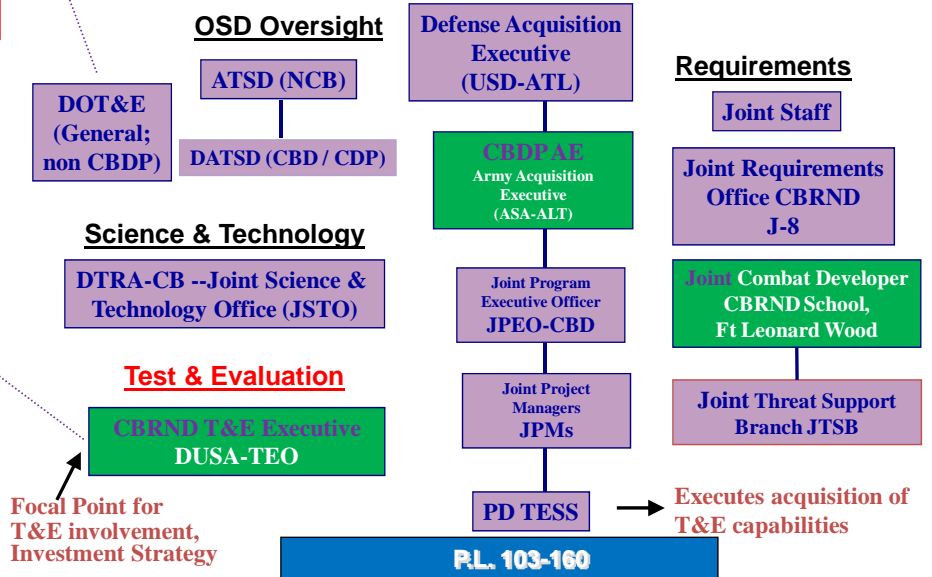 OSD Oversight
ATSD (NCB)
DATSD (CBD / CDP)
DOT&E
(General;
non CBDP)
Science & Technology
DTRA-CB --Joint Science &
Technology Office (JSTO)
Test & Evaluation
CBRND T&E Executive
DUSA-TEO
Focal Point for
T&E involvement,
Investment Strategy
Defense Acquisition
Executive
(USD-ATL)
CBDP AE
Army Acquisition
Executive
(ASA-ALT)
Joint Program
Executive Officer
JPEO-CBD
Joint Project
Managers
JPMs
PD TESS
Executes acquisition of
T&E capabilities
Requirements
Joint Staff
Joint Requirements
Office CBRND
J-8
Joint Combat Developer
CBRND School,
Ft Leonard Wood
Joint Threat Support
Branch JTSB
P.L. 103-160